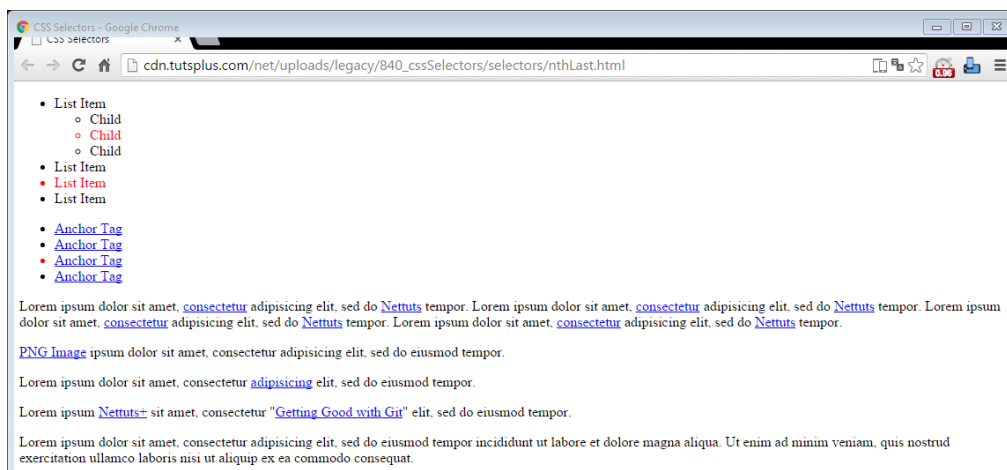 CSS Selectors - Google Chrome
CSS Selectors
cdn.tutsplus.com/net/uploads/legacy/840_cssSelectors/selectors/nthLast.html
0.96
List Item
Child
Child
Child
List Item
List Item
List Item
Anchor Tag
Anchor Tag
Anchor Tag
Anchor Tag
Lorem ipsum dolor sit amet, consectetur adipisicing elit, sed do Nettuts tempor. Lorem ipsum dolor sit amet, consectetur adipisicing elit, sed do Nettuts tempor. Lorem ipsum
dolor sit amet, consectetur adipisicing elit, sed do Nettuts tempor. Lorem ipsum dolor sit amet, consectetur adipisicing elit, sed do Nettuts tempor.
PNG Image ipsum dolor sit amet, consectetur adipisicing elit, sed do eiusmod tempor.
Lorem ipsum dolor sit amet, consectetur adipisicing elit, sed do eiusmod tempor.
Lorem ipsum Nettuts+ sit amet, consectetur "Getting Good with Git" elit, sed do eiusmod tempor.
Lorem ipsum dolor sit amet, consectetur adipisicing elit, sed do eiusmod tempor incididunt ut labore et dolore magna aliqua. Ut enim ad minim veniam, quis nostrud
exercitation ullamco laboris nisi ut aliquip ex ea commodo consequat.